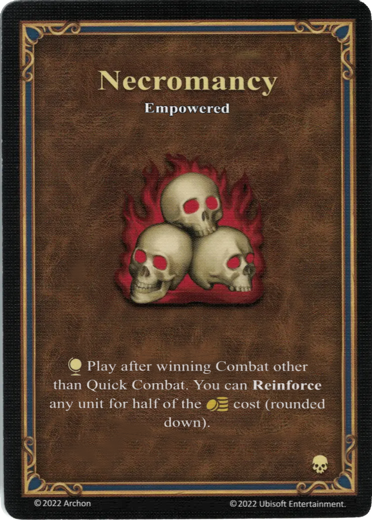 Necromancy
Empowered
Play after winning Combat other
than Quick Combat. You can Reinforce
any unit for half of the cost (rounded
down).
©2022 Archon
©2022 Ubisoft Entertainment.